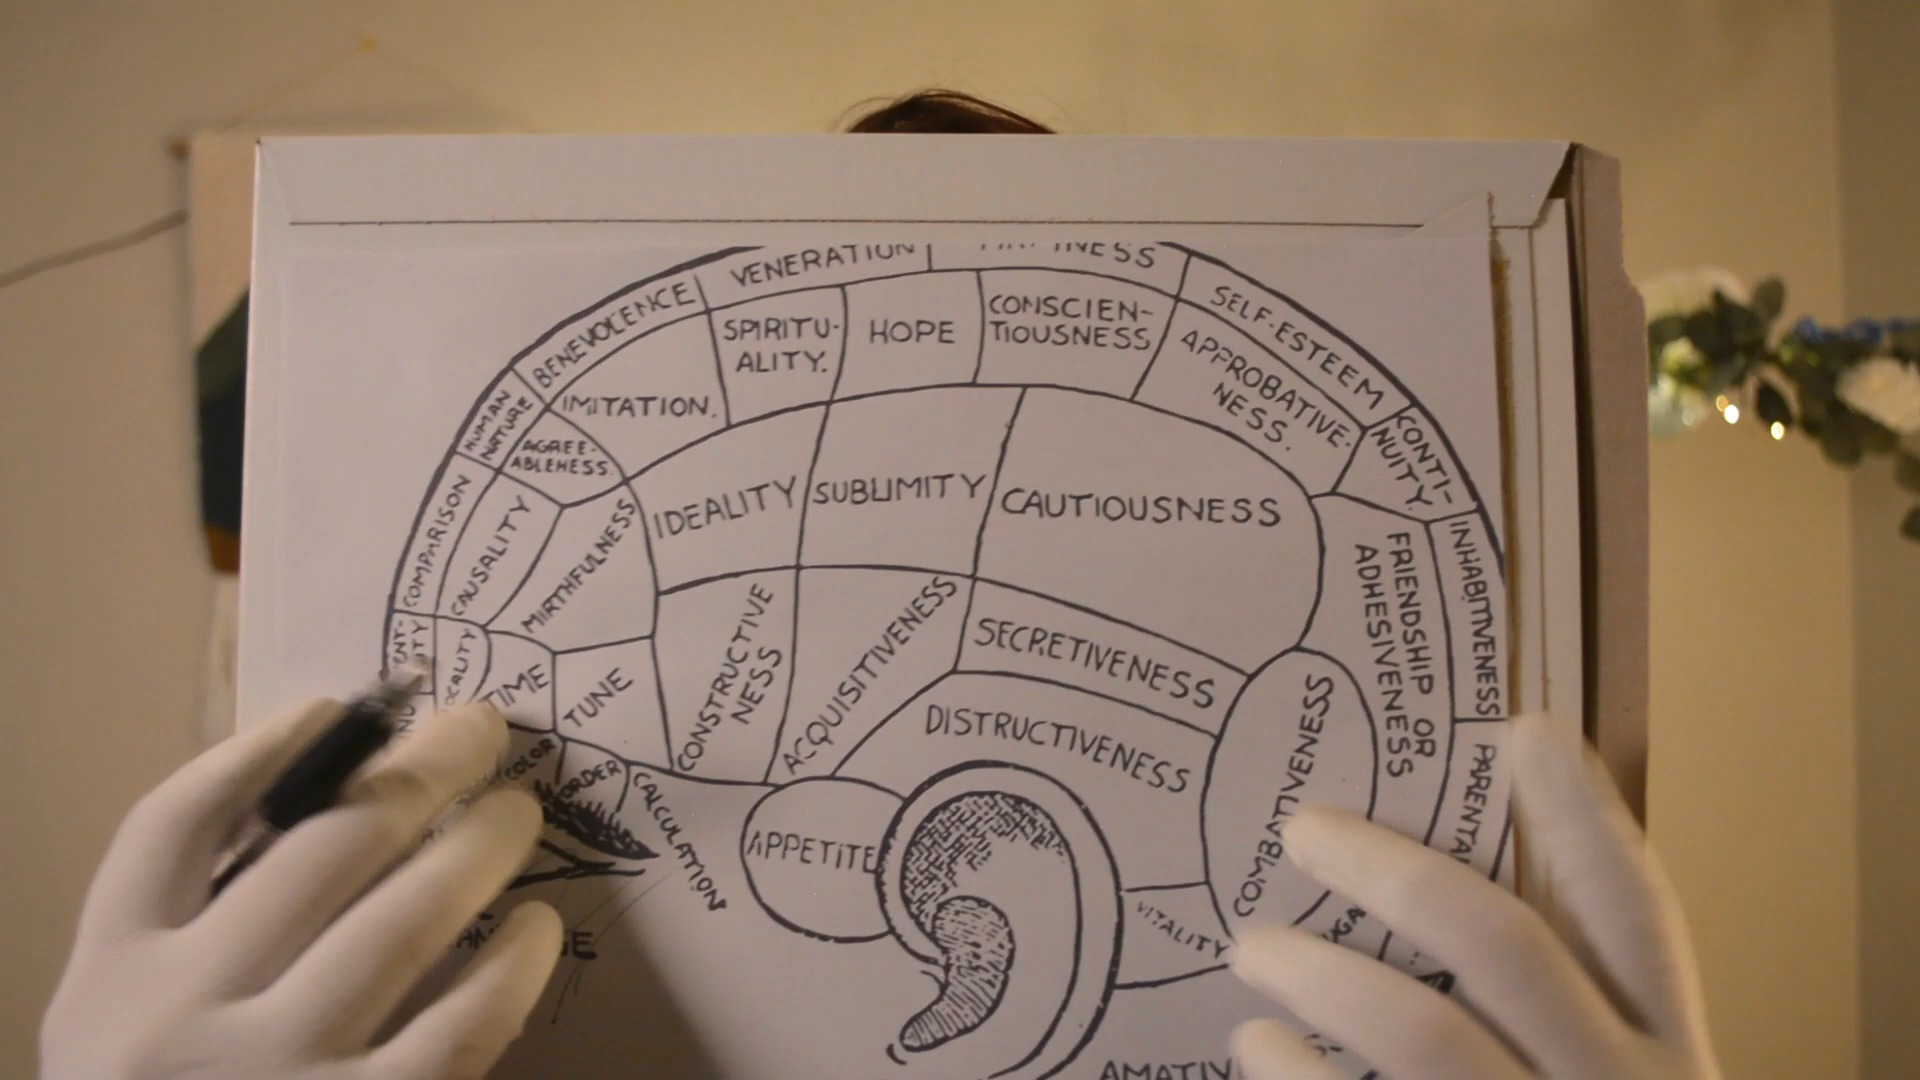 VENERATION
BENEVOLENCE
SELF-ESTEEM
SPIRITU-
ALITY.
HOPE
CONSCIEN-
TIOUSNESS
APPROBATIVE-
NESS.
HUMAN
NATURE
IMITATION.
CONTI-
NUITY.
AGREE-
ABLENESS.
COMPARISON
CAUSALITY
MIRTHFULNESS
IDEALITY
SUBLIMITY
CAUTIOUSNESS
INHABITIVENESS
FRIENDSHIP OR
ADHESIVENESS
TIME
TUNE
CONSTRUCTIVE
NESS
ACQUISITIVENESS
SECRETIVENESS
DISTRUCTIVENESS
COMBATIVENESS
PARENTAL
COLOR
ORDER
CALCULATION
APPETITE
VITALITY